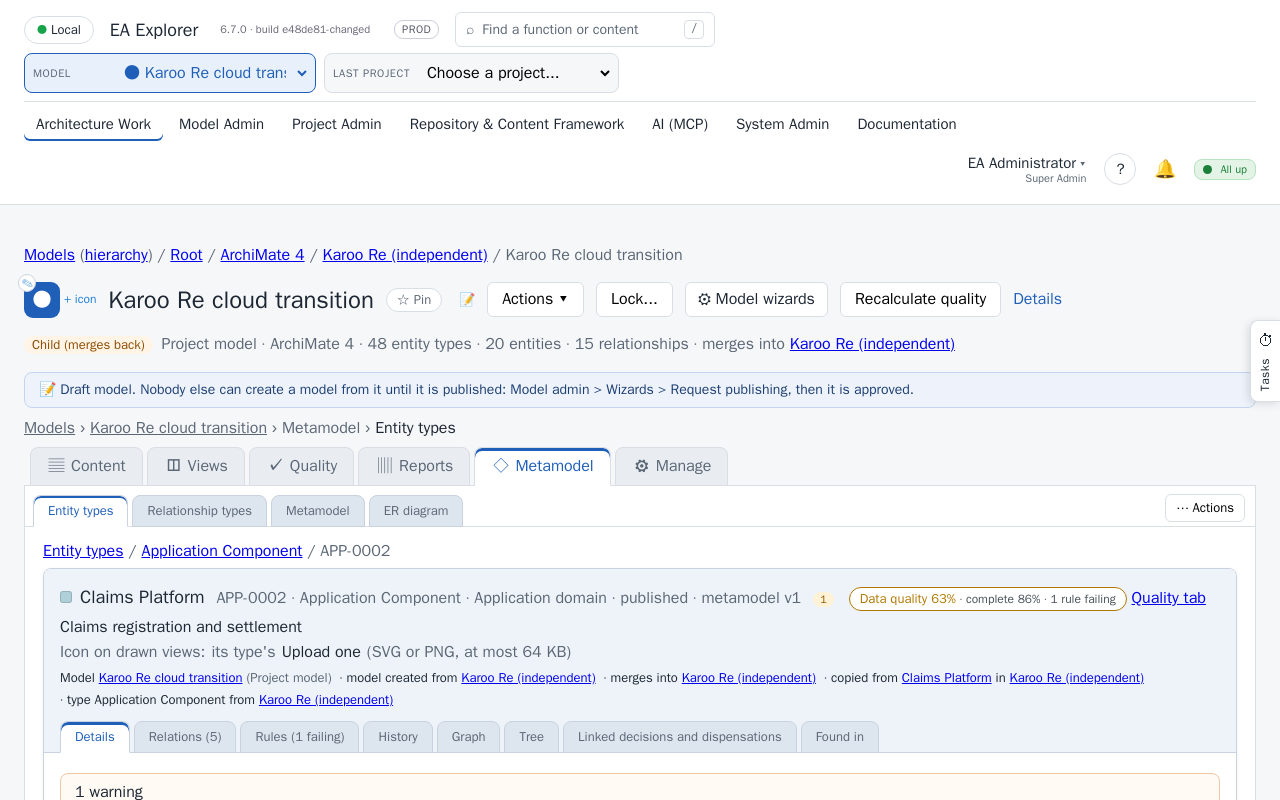 Local EA Explorer 6.7.0 · build e48de81-changed PROD ⌕ Find a function or content /
MODEL Karoo Re cloud trans LAST PROJECT Choose a project...
Architecture Work Model Admin Project Admin Repository & Content Framework AI (MCP) System Admin Documentation
EA Administrator ▾ ? 🔔 All up
Super Admin
Models (hierarchy) / Root / ArchiMate 4 / Karoo Re (independent) / Karoo Re cloud transition
✎ + icon Karoo Re cloud transition ☆ Pin 📝 Actions ▾ Lock... ⚙ Model wizards Recalculate quality Details
Child (merges back) Project model · ArchiMate 4 · 48 entity types · 20 entities · 15 relationships · merges into Karoo Re (independent)
⏱ Tasks
📝 Draft model. Nobody else can create a model from it until it is published: Model admin > Wizards > Request publishing, then it is approved.
Models › Karoo Re cloud transition › Metamodel › Entity types
▤ Content ◫ Views ✓ Quality ▥ Reports ◇ Metamodel ⚙ Manage
Entity types Relationship types Metamodel ER diagram ⋯ Actions
Entity types / Application Component / APP-0002
Claims Platform APP-0002 · Application Component · Application domain · published · metamodel v1 1 Data quality 63% · complete 86% · 1 rule failing Quality tab
Claims registration and settlement
Icon on drawn views: its type's Upload one (SVG or PNG, at most 64 KB)
Model Karoo Re cloud transition (Project model) · model created from Karoo Re (independent) · merges into Karoo Re (independent) · copied from Claims Platform in Karoo Re (independent)
· type Application Component from Karoo Re (independent)
Details Relations (5) Rules (1 failing) History Graph Tree Linked decisions and dispensations Found in
1 warning